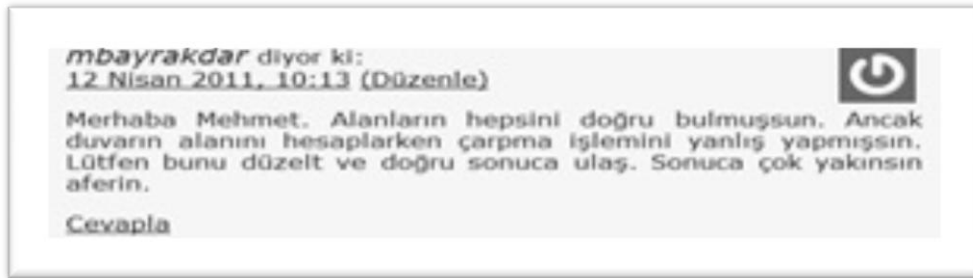 mbayrakdar diyor ki:
12 Nisan 2011, 10:13 (Düzenle)
Merhaba Mehmet. Alanların hepsini doğru bulmuşsun. Ancak
duvarın alanını hesaplarken çarpma işlemini yanlış yapmışsın.
Lütfen bunu düzelt ve doğru sonuca ulaş. Sonuca çok yakınsın
aferin.
Cevapla